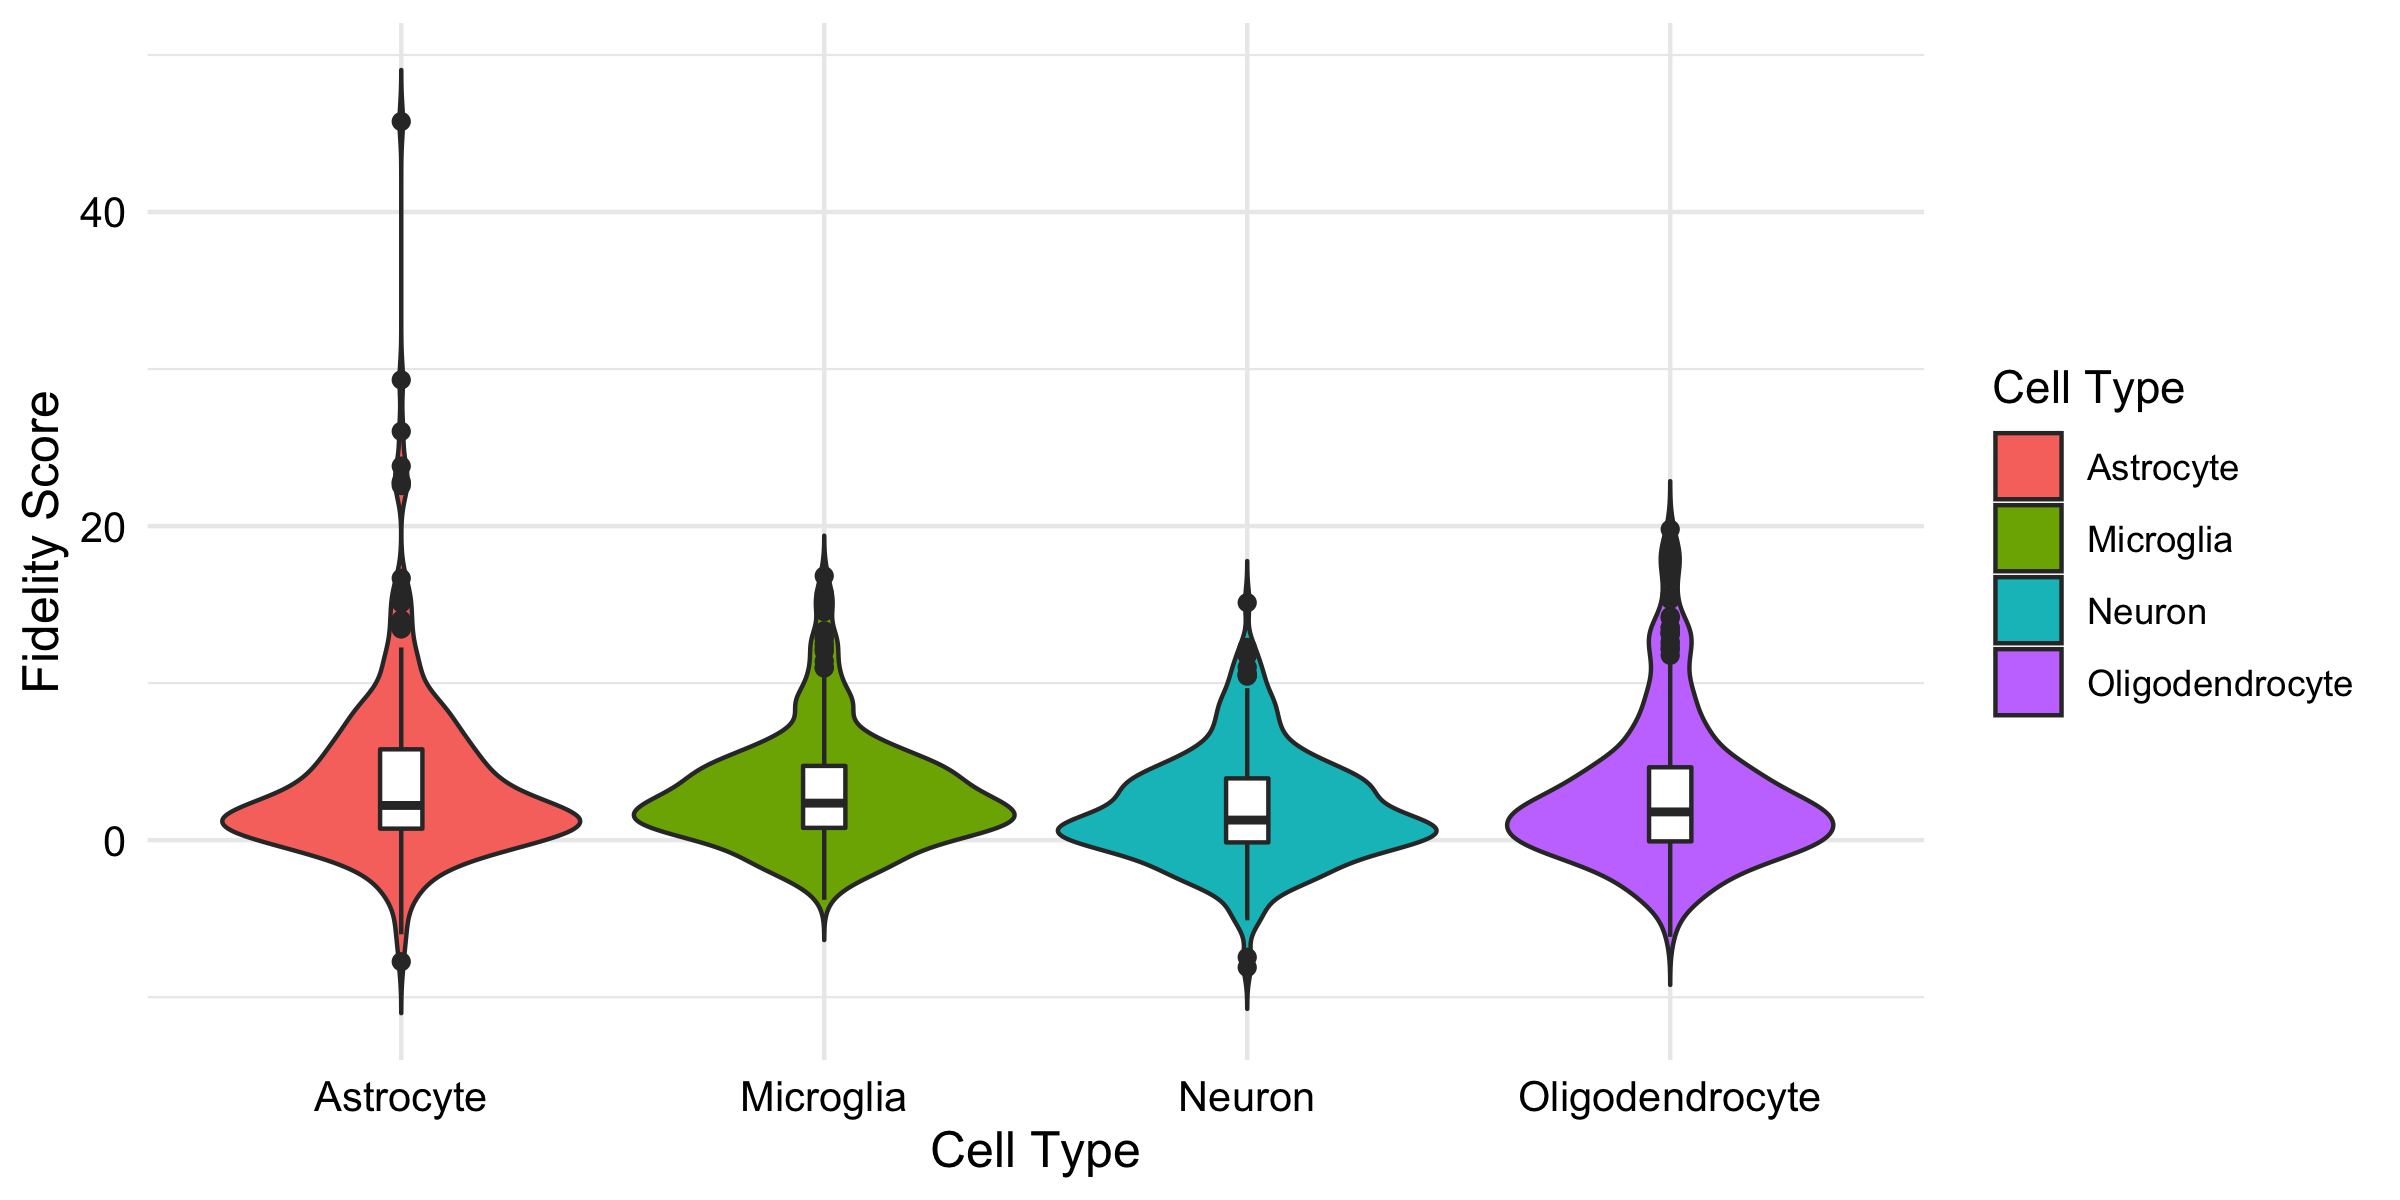 Fidelity Score
40
20
0
Astrocyte
Microglia
Neuron
Oligodendrocyte
Cell Type
Cell Type
Astrocyte
Microglia
Neuron
Oligodendrocyte